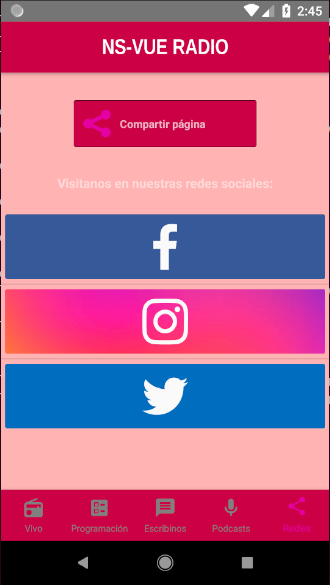 2:45
NS-VUE RADIO
Compartir página
Visitanos en nuestras redes sociales:
Vivo
Programación
Escribinos
Podcasts
Redes